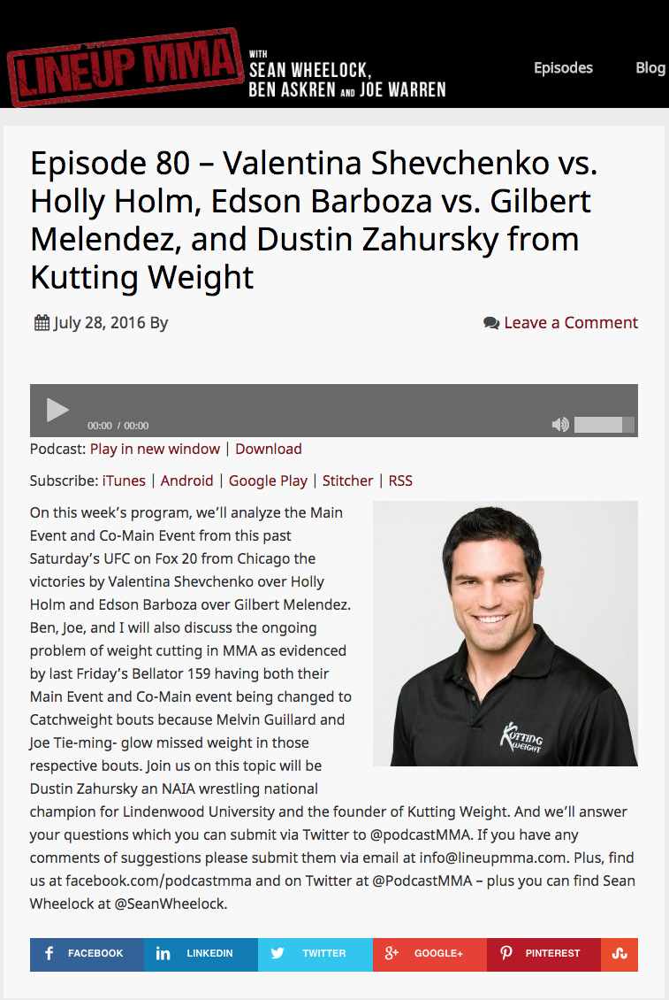 LINEUP MMA
WITH
SEAN WHEELOCK,
BEN ASKREN AND JOE WARREN
Episodes
Blog
Episode 80 – Valentina Shevchenko vs.
Holly Holm, Edson Barboza vs. Gilbert
Melendez, and Dustin Zahursky from
Kutting Weight
July 28, 2016 By
Leave a Comment
00:00 / 00:00
Podcast: Play in new window | Download
Subscribe: iTunes | Android | Google Play | Stitcher | RSS
On this week’s program, we’ll analyze the Main
Event and Co-Main Event from this past
Saturday’s UFC on Fox 20 from Chicago the
victories by Valentina Shevchenko over Holly
Holm and Edson Barboza over Gilbert Melendez.
Ben, Joe, and I will also discuss the ongoing
problem of weight cutting in MMA as evidenced
by last Friday’s Bellator 159 having both their
Main Event and Co-Main event being changed to
Catchweight bouts because Melvin Guillard and
Joe Tie-ming- glow missed weight in those
respective bouts. Join us on this topic will be
Dustin Zahursky an NAIA wrestling national
champion for Lindenwood University and the founder of Kutting Weight. And we’ll answer
your questions which you can submit via Twitter to @podcastMMA. If you have any
comments of suggestions please submit them via email at info@lineupmma.com. Plus, find
us at facebook.com/podcastmma and on Twitter at @PodcastMMA – plus you can find Sean
Wheelock at @SeanWheelock.
KUTTING
WEIGHT
FACEBOOK
LINKEDIN
TWITTER
GOOGLE+
PINTEREST